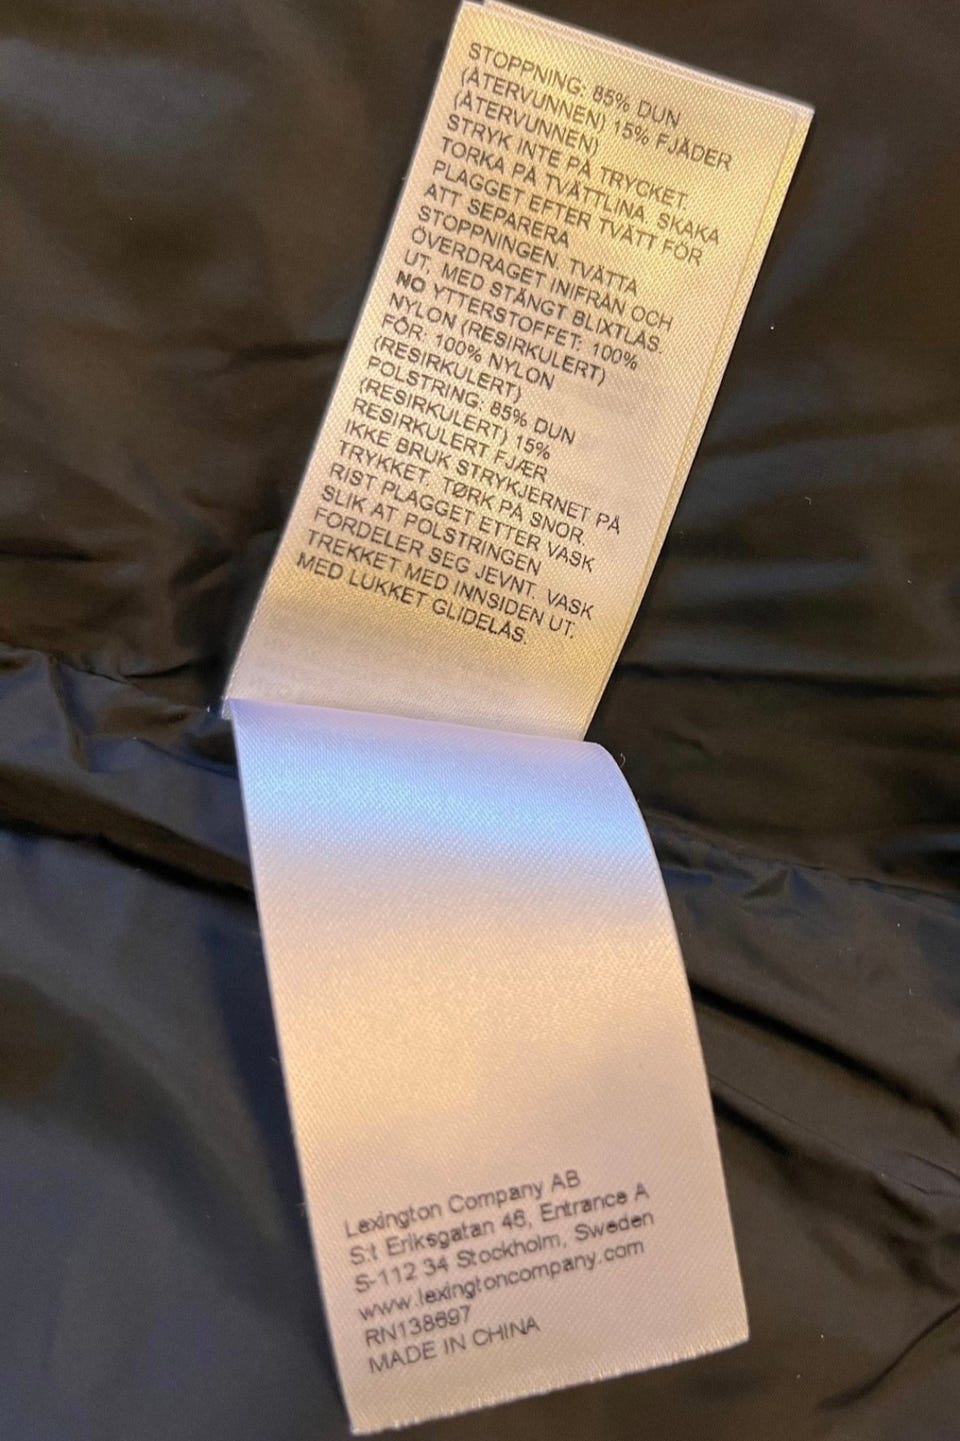 STOPPNING: 85% DUN
(ÅTERVUNNEN) 15% FJÄDER
(ÅTERVUNNEN)
STRYK INTE PÅ TRYCKET.
TORKA PÅ TVÄTTLINA. SKAKA
PLAGGET EFTER TVÄTT FÖR
ATT SEPARERA
STOPPNINGEN. TVÄTTA
ÖVERDRAGET INIFRÅN OCH
UT, MED STÄNGT BLIXTLÅS.
NO YTTERSTOFFET: 100%
NYLON (RESIRKULERT)
FÔR: 100% NYLON
(RESIRKULERT)
POLSTRING: 85% DUN
(RESIRKULERT) 15%
RESIRKULERT FJÆR
IKKE BRUK STRYKJERNET PÅ
TRYKKET. TØRK PÅ SNOR.
RIST PLAGGET ETTER VASK
SLIK AT POLSTRINGEN
FORDELER SEG JEVNT. VASK
TREKKET MED INNSIDEN UT,
MED LUKKET GLIDELÅS.
Lexington Company AB
S:t Eriksgatan 46, Entrance A
S-112 34 Stockholm, Sweden
www.lexingtoncompany.com
RN138697
MADE IN CHINA